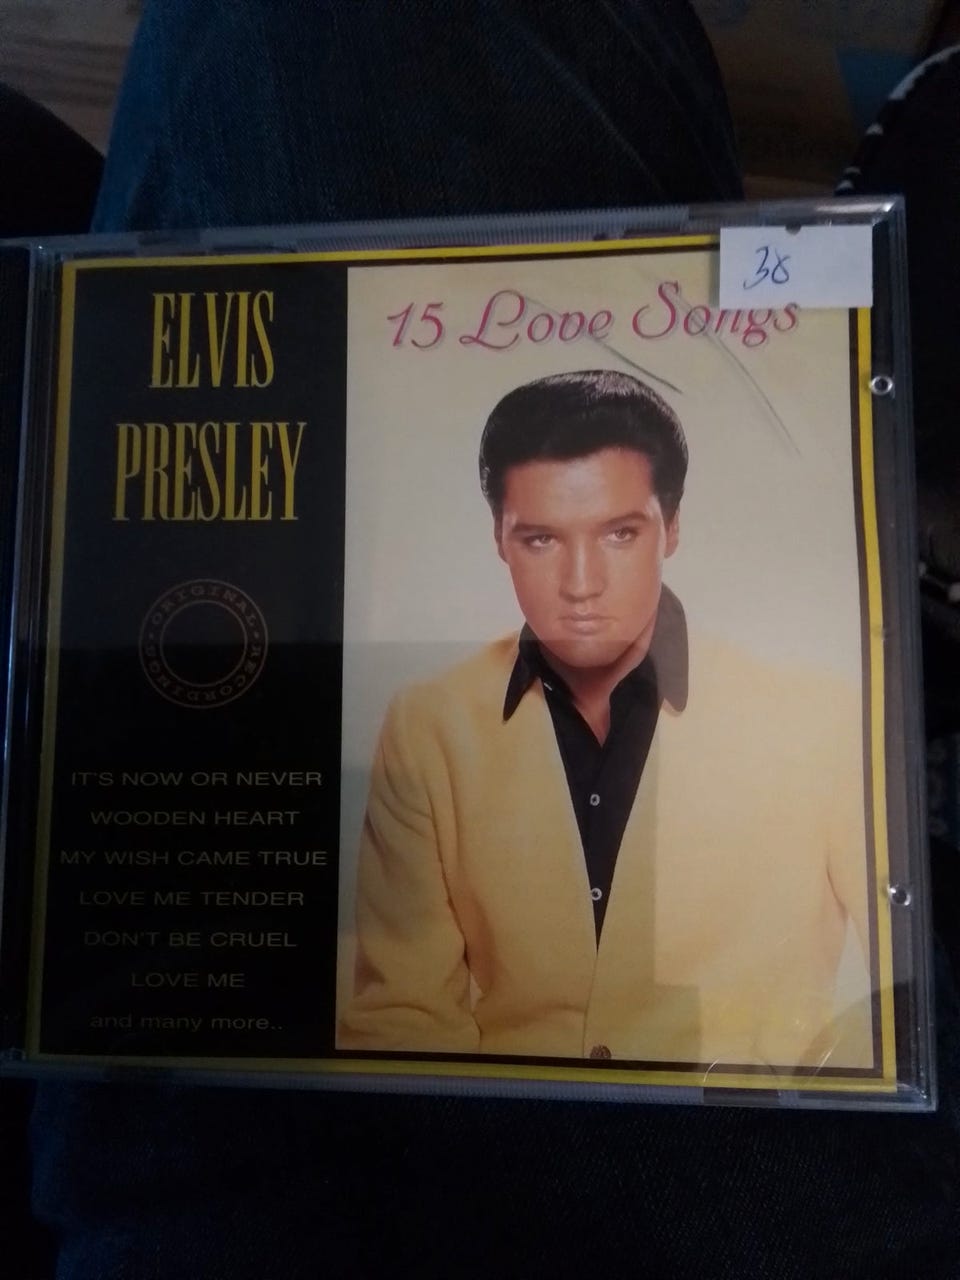 ELVIS
PRESLEY
ORIGINAL • RECORDINGS •
IT'S NOW OR NEVER
WOODEN HEART
MY WISH CAME TRUE
LOVE ME TENDER
DON'T BE CRUEL
LOVE ME
and many more..
38
15 Love Songs